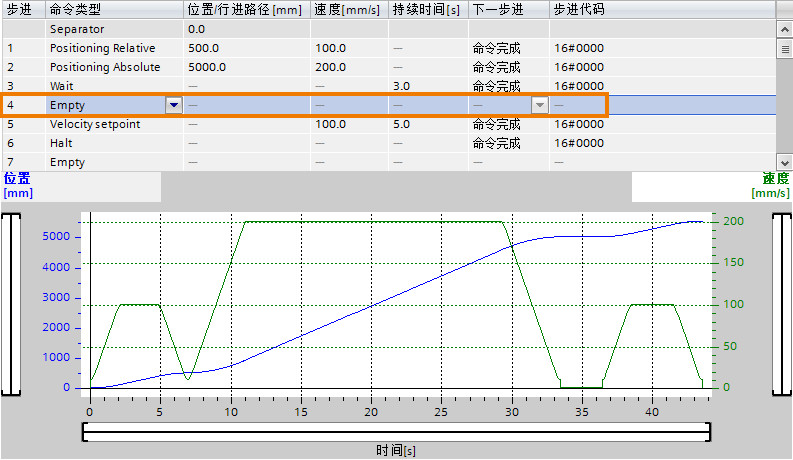 步进 命令类型 位置/行进路径 [mm] 速度[mm/s] 持续时间[s] 下一步进 步进代码
Separator 0.0
1 Positioning Relative 500.0 100.0 — 命令完成 16#0000
2 Positioning Absolute 5000.0 200.0 — 命令完成 16#0000
3 Wait — — 3.0 命令完成 16#0000
4 Empty — — — — —
5 Velocity setpoint — 100.0 5.0 命令完成 16#0000
6 Halt — — — 命令完成 16#0000
7 Empty — — — — —
位置 速度
[mm] [mm/s]
200
5000
150
4000
3000 100
2000
1000 50
0 0
0 5 10 15 20 25 30 35 40
时间[s]